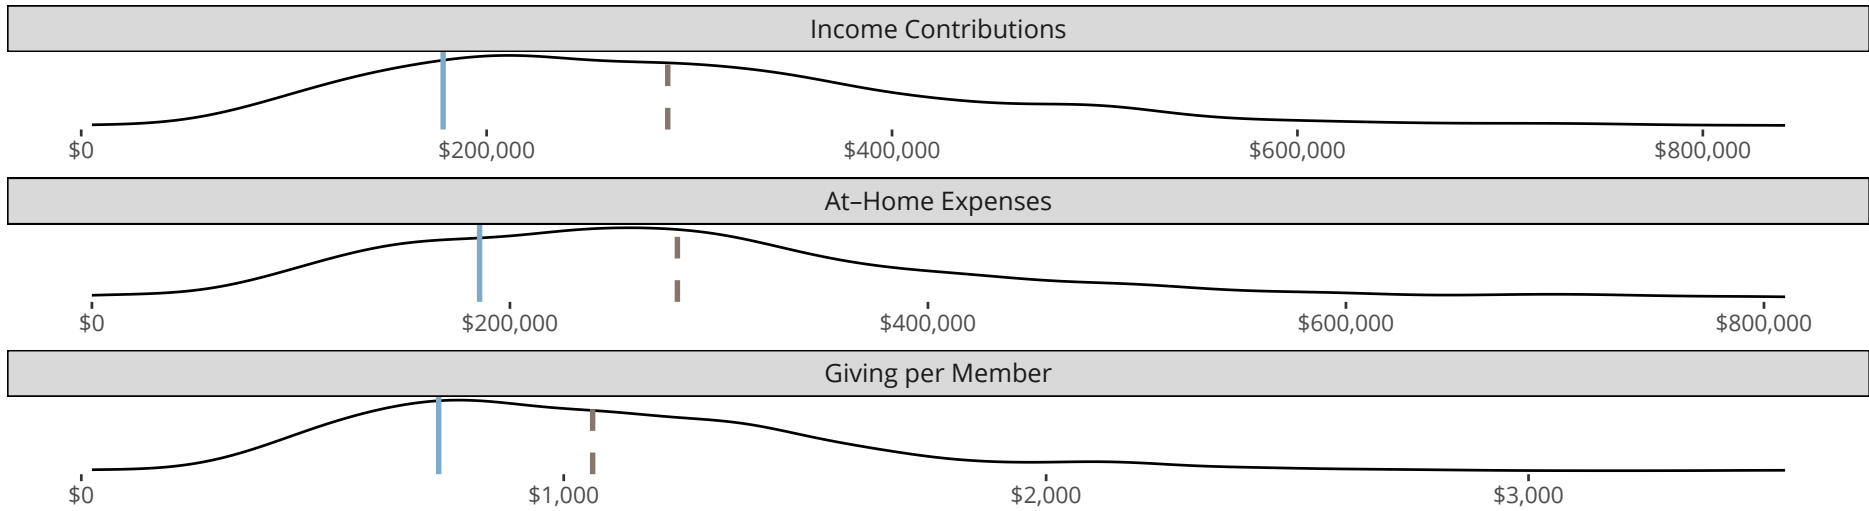 Income Contributions
$0 $200,000 $400,000 $600,000 $800,000
At–Home Expenses
$0 $200,000 $400,000 $600,000 $800,000
Giving per Member
$0 $1,000 $2,000 $3,000